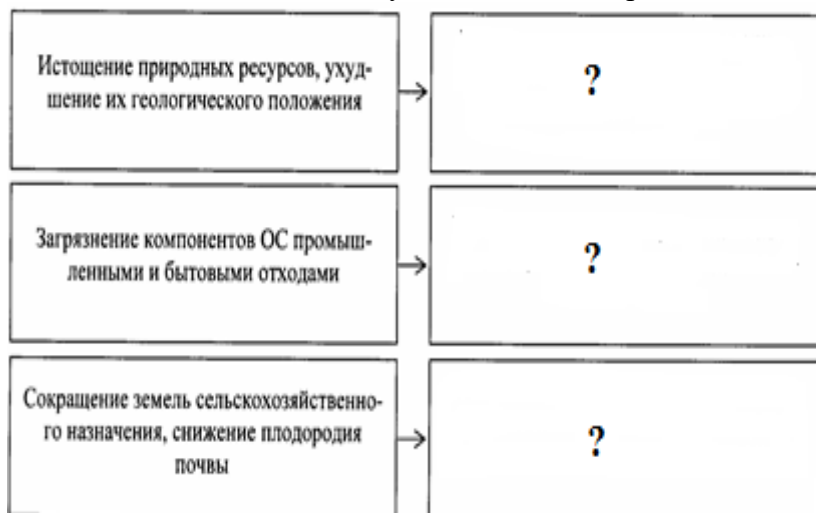 Истощение природных ресурсов, ухуд-
шение их геологического положения
?
Загрязнение компонентов ОС промыш-
ленными и бытовыми отходами
?
Сокращение земель сельскохозяйственно-
го назначения, снижение плодородия
почвы
?